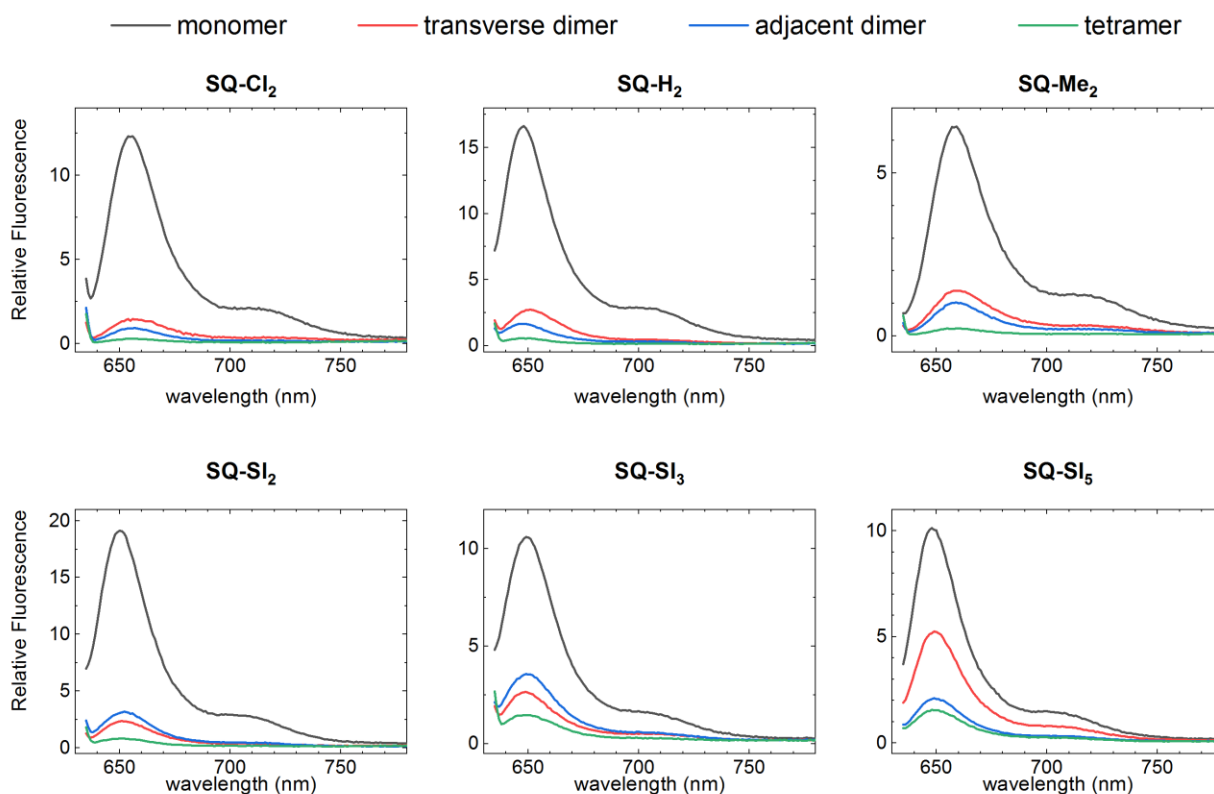 monomer transverse dimer adjacent dimer tetramer
SQ-Cl₂ SQ-H₂ SQ-Me₂
Relative Fluorescence
10
5
0
15
10
5
0
5
0
650 700 750 650 700 750 650 700 750
wavelength (nm) wavelength (nm) wavelength (nm)
SQ-SI₂ SQ-SI₃ SQ-SI₅
Relative Fluorescence
20
15
10
5
0
10
5
0
10
5
0
650 700 750 650 700 750 650 700 750
wavelength (nm) wavelength (nm) wavelength (nm)